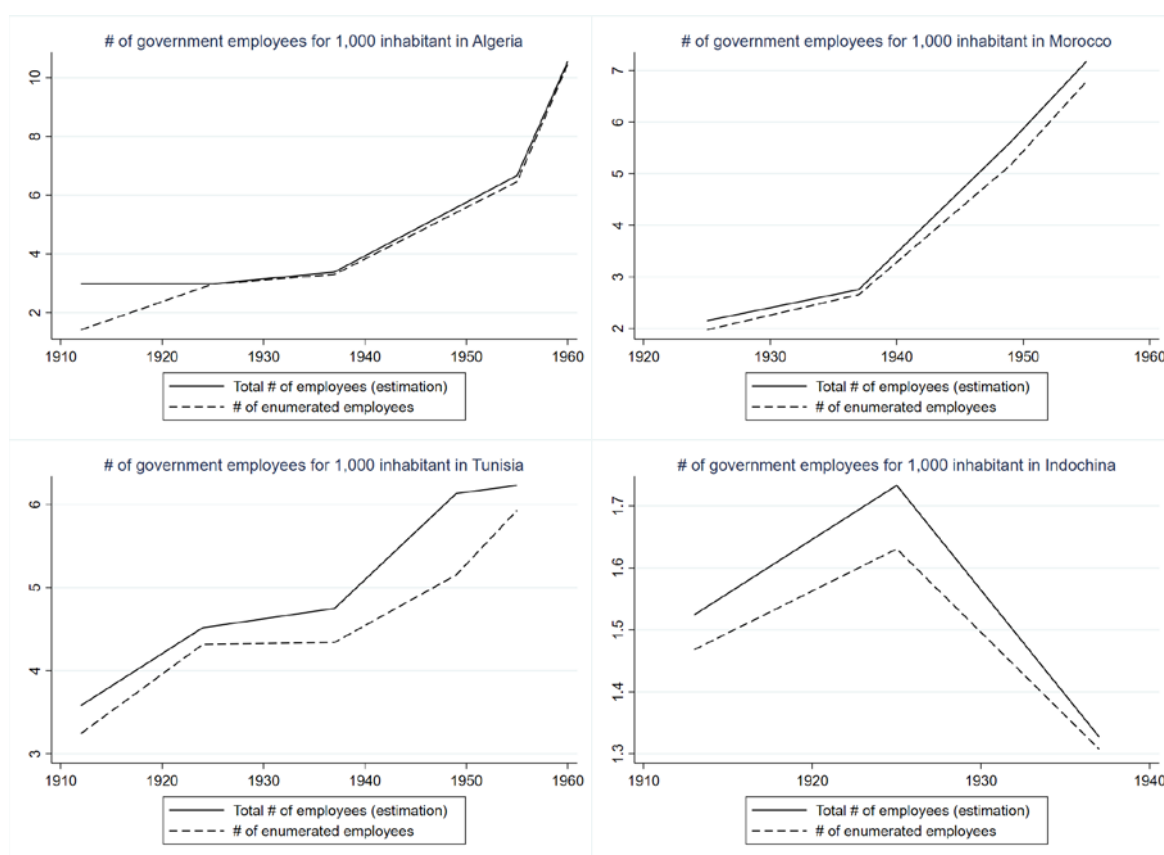 # of government employees for 1,000 inhabitant in Algeria
10
8
6
4
2
1910 1920 1930 1940 1950 1960
Total # of employees (estimation)
# of enumerated employees
# of government employees for 1,000 inhabitant in Morocco
7
6
5
4
3
2
1920 1930 1940 1950 1960
Total # of employees (estimation)
# of enumerated employees
# of government employees for 1,000 inhabitant in Tunisia
6
5
4
3
1910 1920 1930 1940 1950 1960
Total # of employees (estimation)
# of enumerated employees
# of government employees for 1,000 inhabitant in Indochina
1.7
1.6
1.5
1.4
1.3
1910 1920 1930 1940
Total # of employees (estimation)
# of enumerated employees